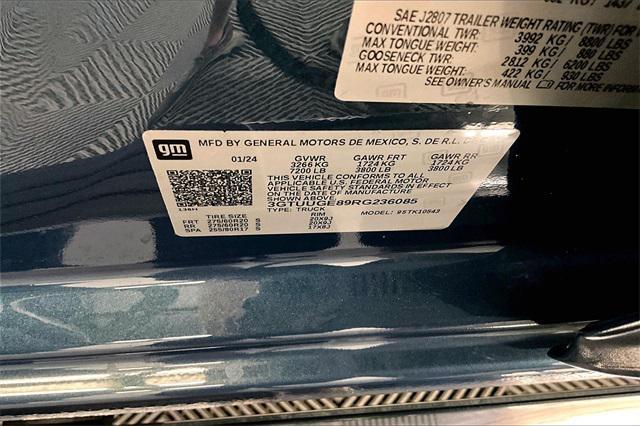 SAE J2807 TRAILER WEIGHT RATING (TWR) FOR
CONVENTIONAL TWR: 3992 KG / 8800 LBS
MAX TONGUE WEIGHT: 399 KG / 880 LBS
GOOSENECK TWR: 2812 KG / 6200 LBS
MAX TONGUE WEIGHT: 422 KG / 930 LBS
SEE OWNER'S MANUAL FOR MORE INFORMA
gm
MFD BY GENERAL MOTORS DE MEXICO, S. DE R.L. D
01/24 GVWR GAWR FRT GAWR RR
3266 KG 1724 KG 1724 KG
7200 LB 3800 LB 3800 LB
THIS VEHICLE CONFORMS TO ALL
APPLICABLE U.S. FEDERAL MOTOR
VEHICLE SAFETY STANDARDS IN EFFECT
ON THE DATE OF MANUFACTURE SHOWN ABOVE.
3GTUUGE89RG236085
TYPE: TRUCK MODEL: 95TK10543
TIRE SIZE RIM
FRT 275/60R20 S 20X9J
RR 275/60R20 S 20X9J
SPA 255/80R17 S 17X8J